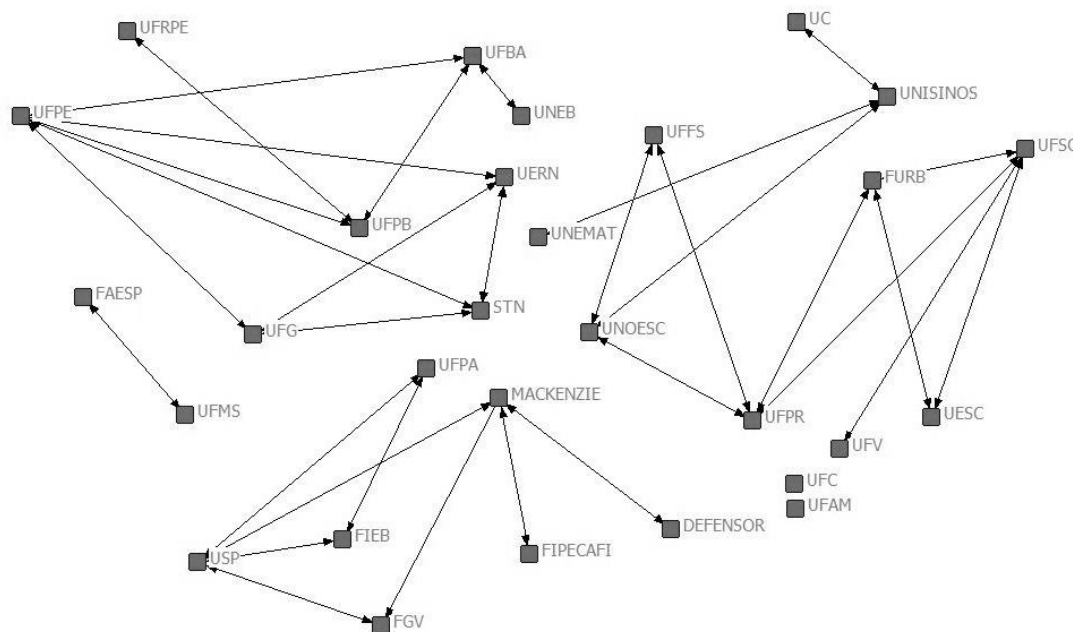 UFRPE
UC
UFBA
UNISINOS
UFPE
UNEB
UFFS
UFSC
UERN
FURB
UFPB
UNEMAT
FAESP
STN
UFG
UNOESC
UFPA
MACKENZIE
UFMS
UFPR
UESC
UFV
UFC
UFAM
DEFENSOR
FIEB
FIPECAFI
USP
FGV